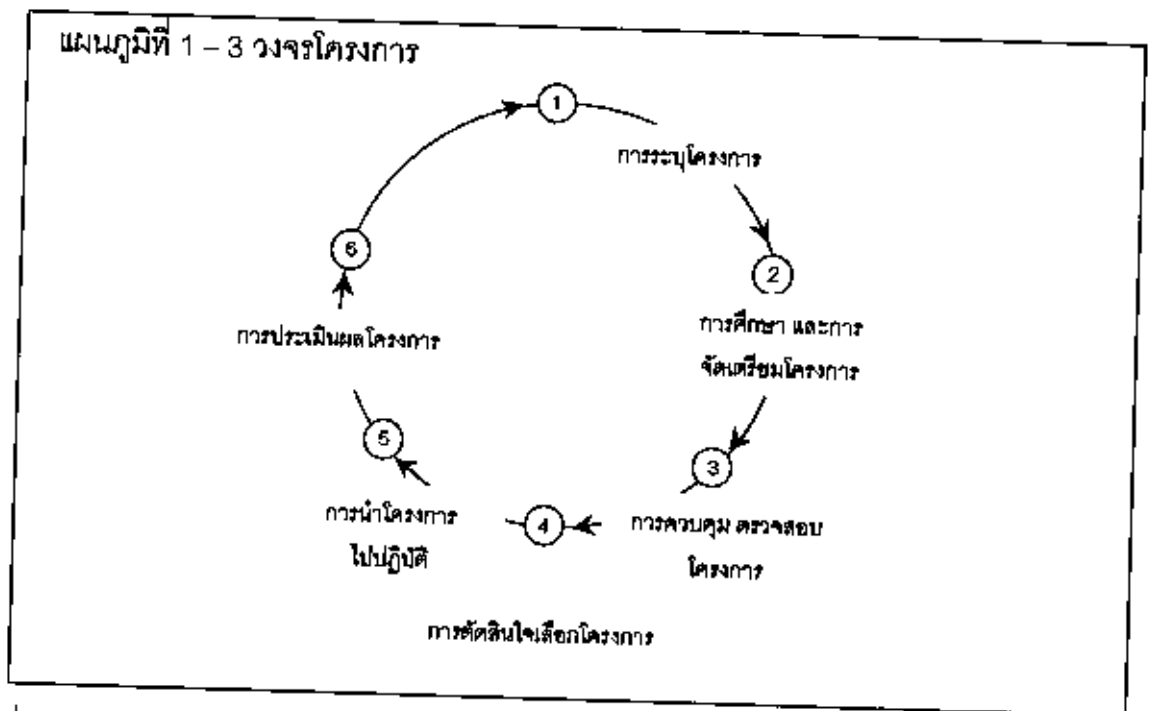 แผนภูมิที่ 1 – 3 วงจรโครงการ
1
การระบุโครงการ
2
การศึกษา และการ
จัดเตรียมโครงการ
3
การควบคุม ตรวจสอบ
โครงการ
4
การตัดสินใจเลือกโครงการ
การนำโครงการ
ไปปฏิบัติ
5
การประเมินผลโครงการ
6